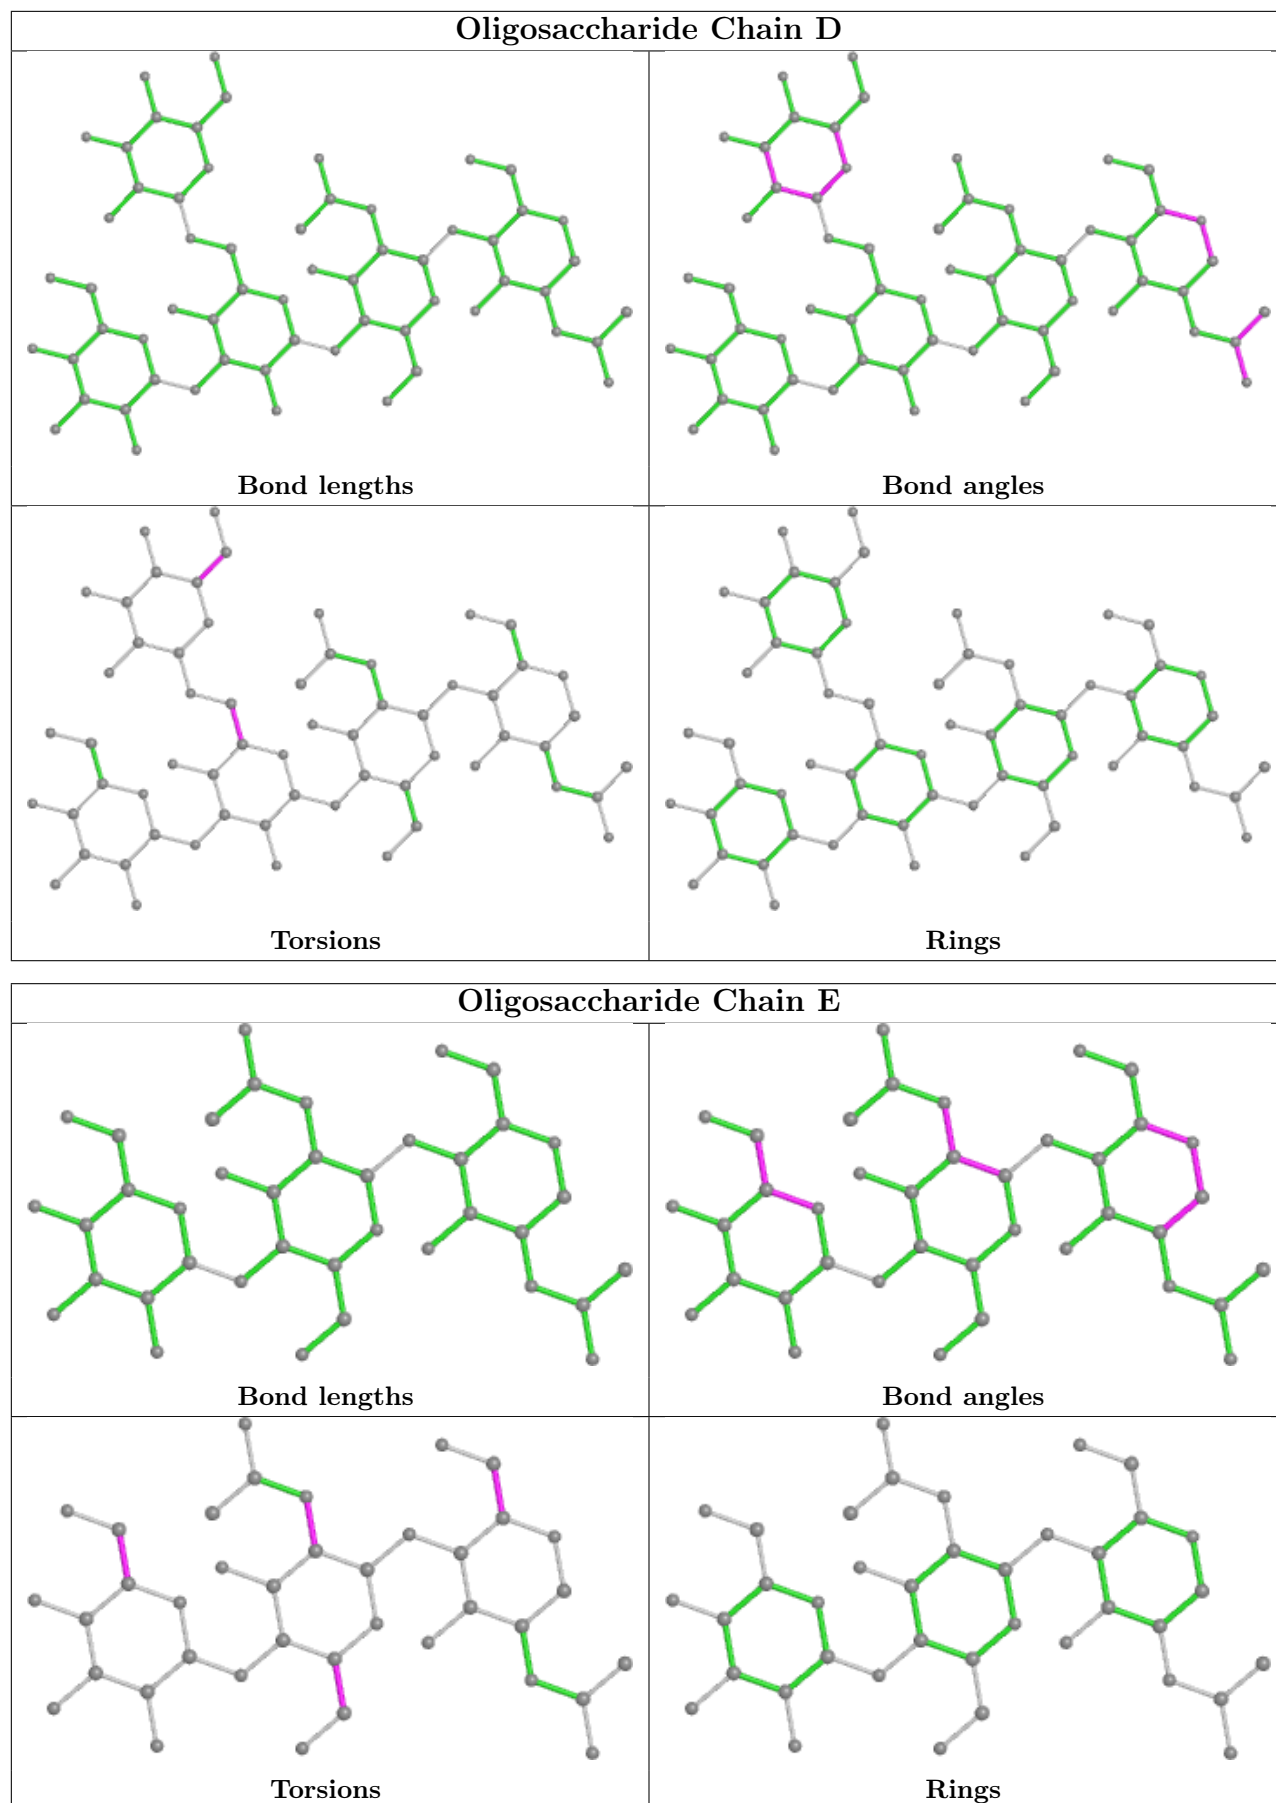 Oligosaccharide Chain D
Bond lengths
Bond angles
Torsions
Rings
Oligosaccharide Chain E
Bond lengths
Bond angles
Torsions
Rings